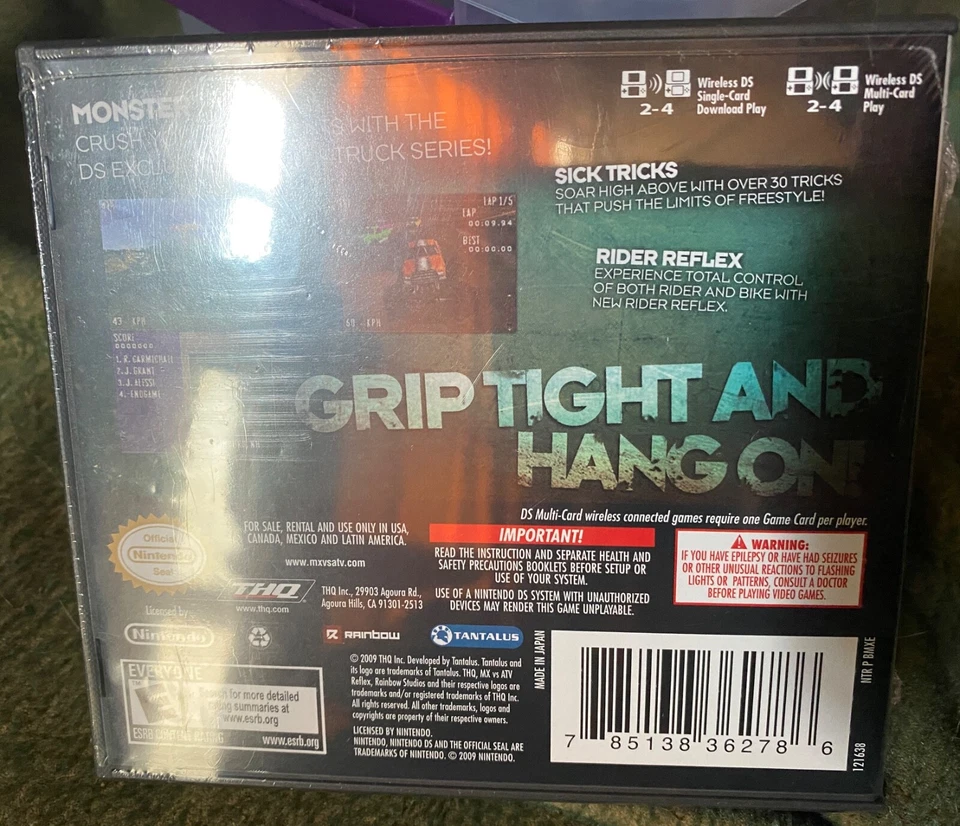 Wireless DS
Single-Card
Download Play
2-4
Wireless DS
Multi-Card
Play
2-4
MONSTE
CRUSH
WITH THE
DS EXCLU
TRUCK SERIES!
SICK TRICKS
SOAR HIGH ABOVE WITH OVER 30 TRICKS
THAT PUSH THE LIMITS OF FREESTYLE!
LAP 1/5
LAP
00:09.94
BEST
00:00.00
RIDER REFLEX
EXPERIENCE TOTAL CONTROL
OF BOTH RIDER AND BIKE WITH
NEW RIDER REFLEX.
43 KPH
69 KPH
SCORE
0000000
1. R. CARMICHAEL
2. J. GRANT
3. J. ALESSI
4. ENDGAME
GRIP TIGHT AND
HANG ON!
DS Multi-Card wireless connected games require one Game Card per player.
Official
Nintendo
Seal
FOR SALE, RENTAL AND USE ONLY IN USA,
CANADA, MEXICO AND LATIN AMERICA.
www.mxvsatv.com
IMPORTANT!
READ THE INSTRUCTION AND SEPARATE HEALTH AND
SAFETY PRECAUTIONS BOOKLETS BEFORE SETUP OR
USE OF YOUR SYSTEM.
USE OF A NINTENDO DS SYSTEM WITH UNAUTHORIZED
DEVICES MAY RENDER THIS GAME UNPLAYABLE.
WARNING:
IF YOU HAVE EPILEPSY OR HAVE HAD SEIZURES
OR OTHER UNUSUAL REACTIONS TO FLASHING
LIGHTS OR PATTERNS, CONSULT A DOCTOR
BEFORE PLAYING VIDEO GAMES.
THQ
www.thq.com
THQ Inc., 29903 Agoura Rd.,
Agoura Hills, CA 91301-2513
Licensed by
Nintendo
RAINBOW
TANTALUS
© 2009 THQ Inc. Developed by Tantalus. Tantalus and
its logo are trademarks of Tantalus. THQ, MX vs ATV
Reflex, Rainbow Studios and their respective logos are
trademarks and/or registered trademarks of THQ Inc.
All rights reserved. All other trademarks, logos and
copyrights are property of their respective owners.
LICENSED BY NINTENDO.
NINTENDO, NINTENDO DS AND THE OFFICIAL SEAL ARE
TRADEMARKS OF NINTENDO. © 2009 NINTENDO.
EVERYONE
Search for more detailed
rating summaries at
www.esrb.org
ESRB CONTENT RATING
www.esrb.org
MADE IN JAPAN
7 85138 36278 6
NTR P BMXE
121638